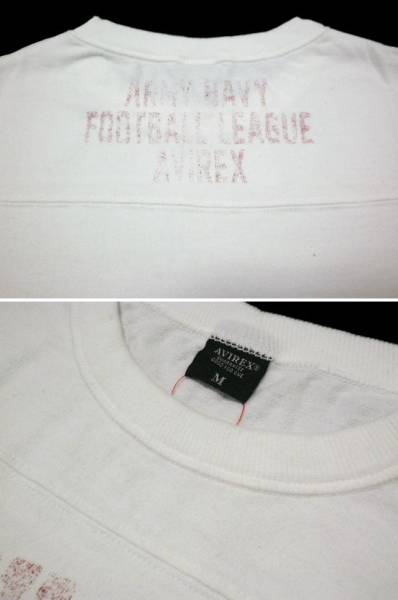 ARMY NAVY
FOOTBALL LEAGUE
AVIREX
AVIREX®
M